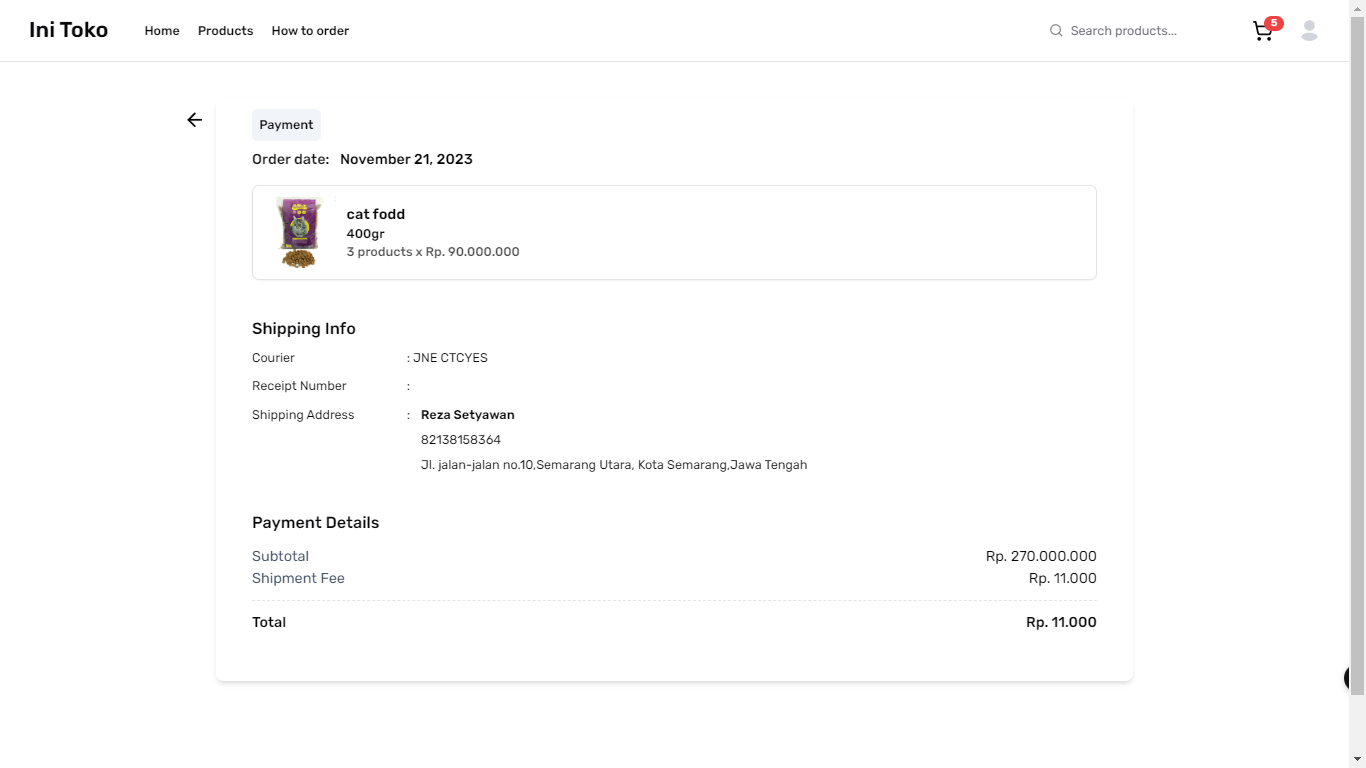 Ini Toko Home Products How to order Search products... 5
Payment
Order date: November 21, 2023
cat fodd
400gr
3 products x Rp. 90.000.000
Shipping Info
Courier : JNE CTCYES
Receipt Number :
Shipping Address : Reza Setyawan
82138158364
Jl. jalan-jalan no.10,Semarang Utara, Kota Semarang,Jawa Tengah
Payment Details
Subtotal Rp. 270.000.000
Shipment Fee Rp. 11.000
Total Rp. 11.000